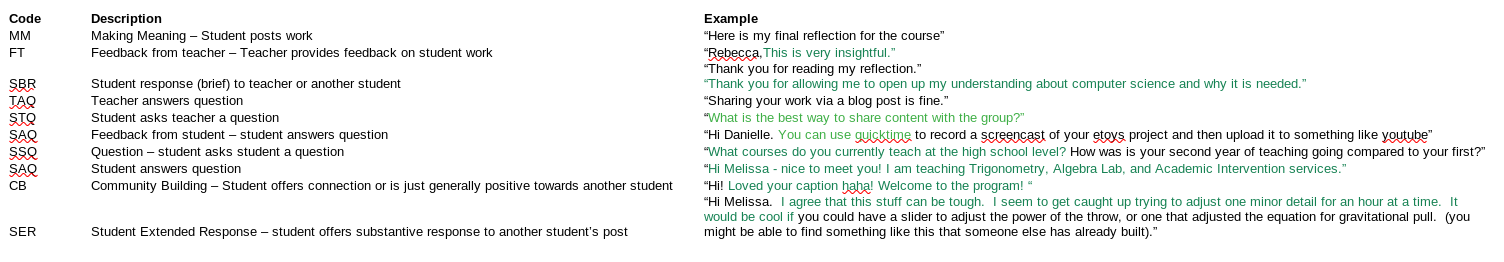 Code Description Example
MM Making Meaning – Student posts work “Here is my final reflection for the course”
FT Feedback from teacher – Teacher provides feedback on student work “Rebecca,This is very insightful.”
“Thank you for reading my reflection.”
SBR Student response (brief) to teacher or another student “Thank you for allowing me to open up my understanding about computer science and why it is needed.”
TAQ Teacher answers question “Sharing your work via a blog post is fine.”
STQ Student asks teacher a question “What is the best way to share content with the group?”
SAQ Feedback from student – student answers question “Hi Danielle. You can use quicktime to record a screencast of your etoys project and then upload it to something like youtube”
SSQ Question – student asks student a question “What courses do you currently teach at the high school level? How was is your second year of teaching going compared to your first?”
SAQ Student answers question “Hi Melissa - nice to meet you! I am teaching Trigonometry, Algebra Lab, and Academic Intervention services.”
CB Community Building – Student offers connection or is just generally positive towards another student “Hi! Loved your caption haha! Welcome to the program! “
“Hi Melissa.  I agree that this stuff can be tough.  I seem to get caught up trying to adjust one minor detail for an hour at a time.  It
would be cool if you could have a slider to adjust the power of the throw, or one that adjusted the equation for gravitational pull.  (you
SER Student Extended Response – student offers substantive response to another student’s post might be able to find something like this that someone else has already built).”